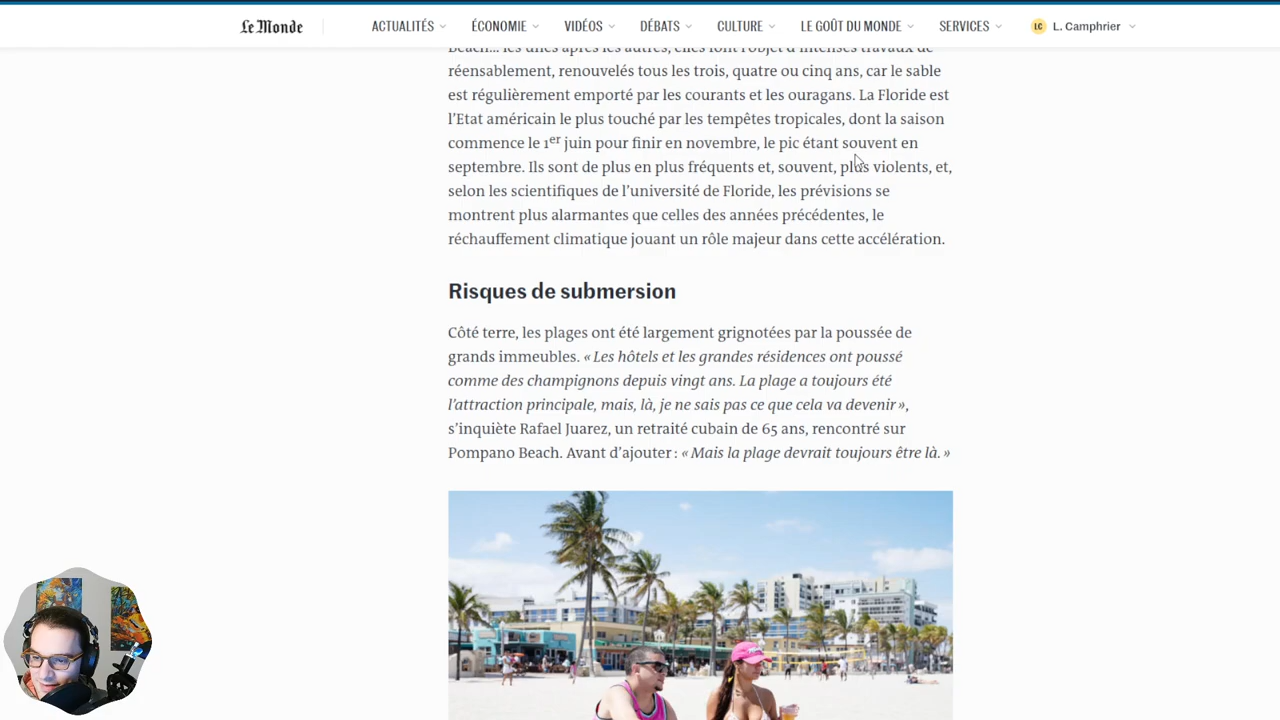 Le Monde
ACTUALITÉS
ÉCONOMIE
VIDÉOS
DÉBATS
CULTURE
LE GOÛT DU MONDE
SERVICES
LC
L. Camphrier
Beach… les unes après les autres, elles font l'objet d'intenses travaux de
réensablement, renouvelés tous les trois, quatre ou cinq ans, car le sable
est régulièrement emporté par les courants et les ouragans. La Floride est
l'Etat américain le plus touché par les tempêtes tropicales, dont la saison
commence le 1er juin pour finir en novembre, le pic étant souvent en
septembre. Ils sont de plus en plus fréquents et, souvent, plus violents, et,
selon les scientifiques de l'université de Floride, les prévisions se
montrent plus alarmantes que celles des années précédentes, le
réchauffement climatique jouant un rôle majeur dans cette accélération.
Risques de submersion
Côté terre, les plages ont été largement grignotées par la poussée de
grands immeubles. « Les hôtels et les grandes résidences ont poussé
comme des champignons depuis vingt ans. La plage a toujours été
l'attraction principale, mais, là, je ne sais pas ce que cela va devenir »,
s'inquiète Rafael Juarez, un retraité cubain de 65 ans, rencontré sur
Pompano Beach. Avant d'ajouter : « Mais la plage devrait toujours être là. »